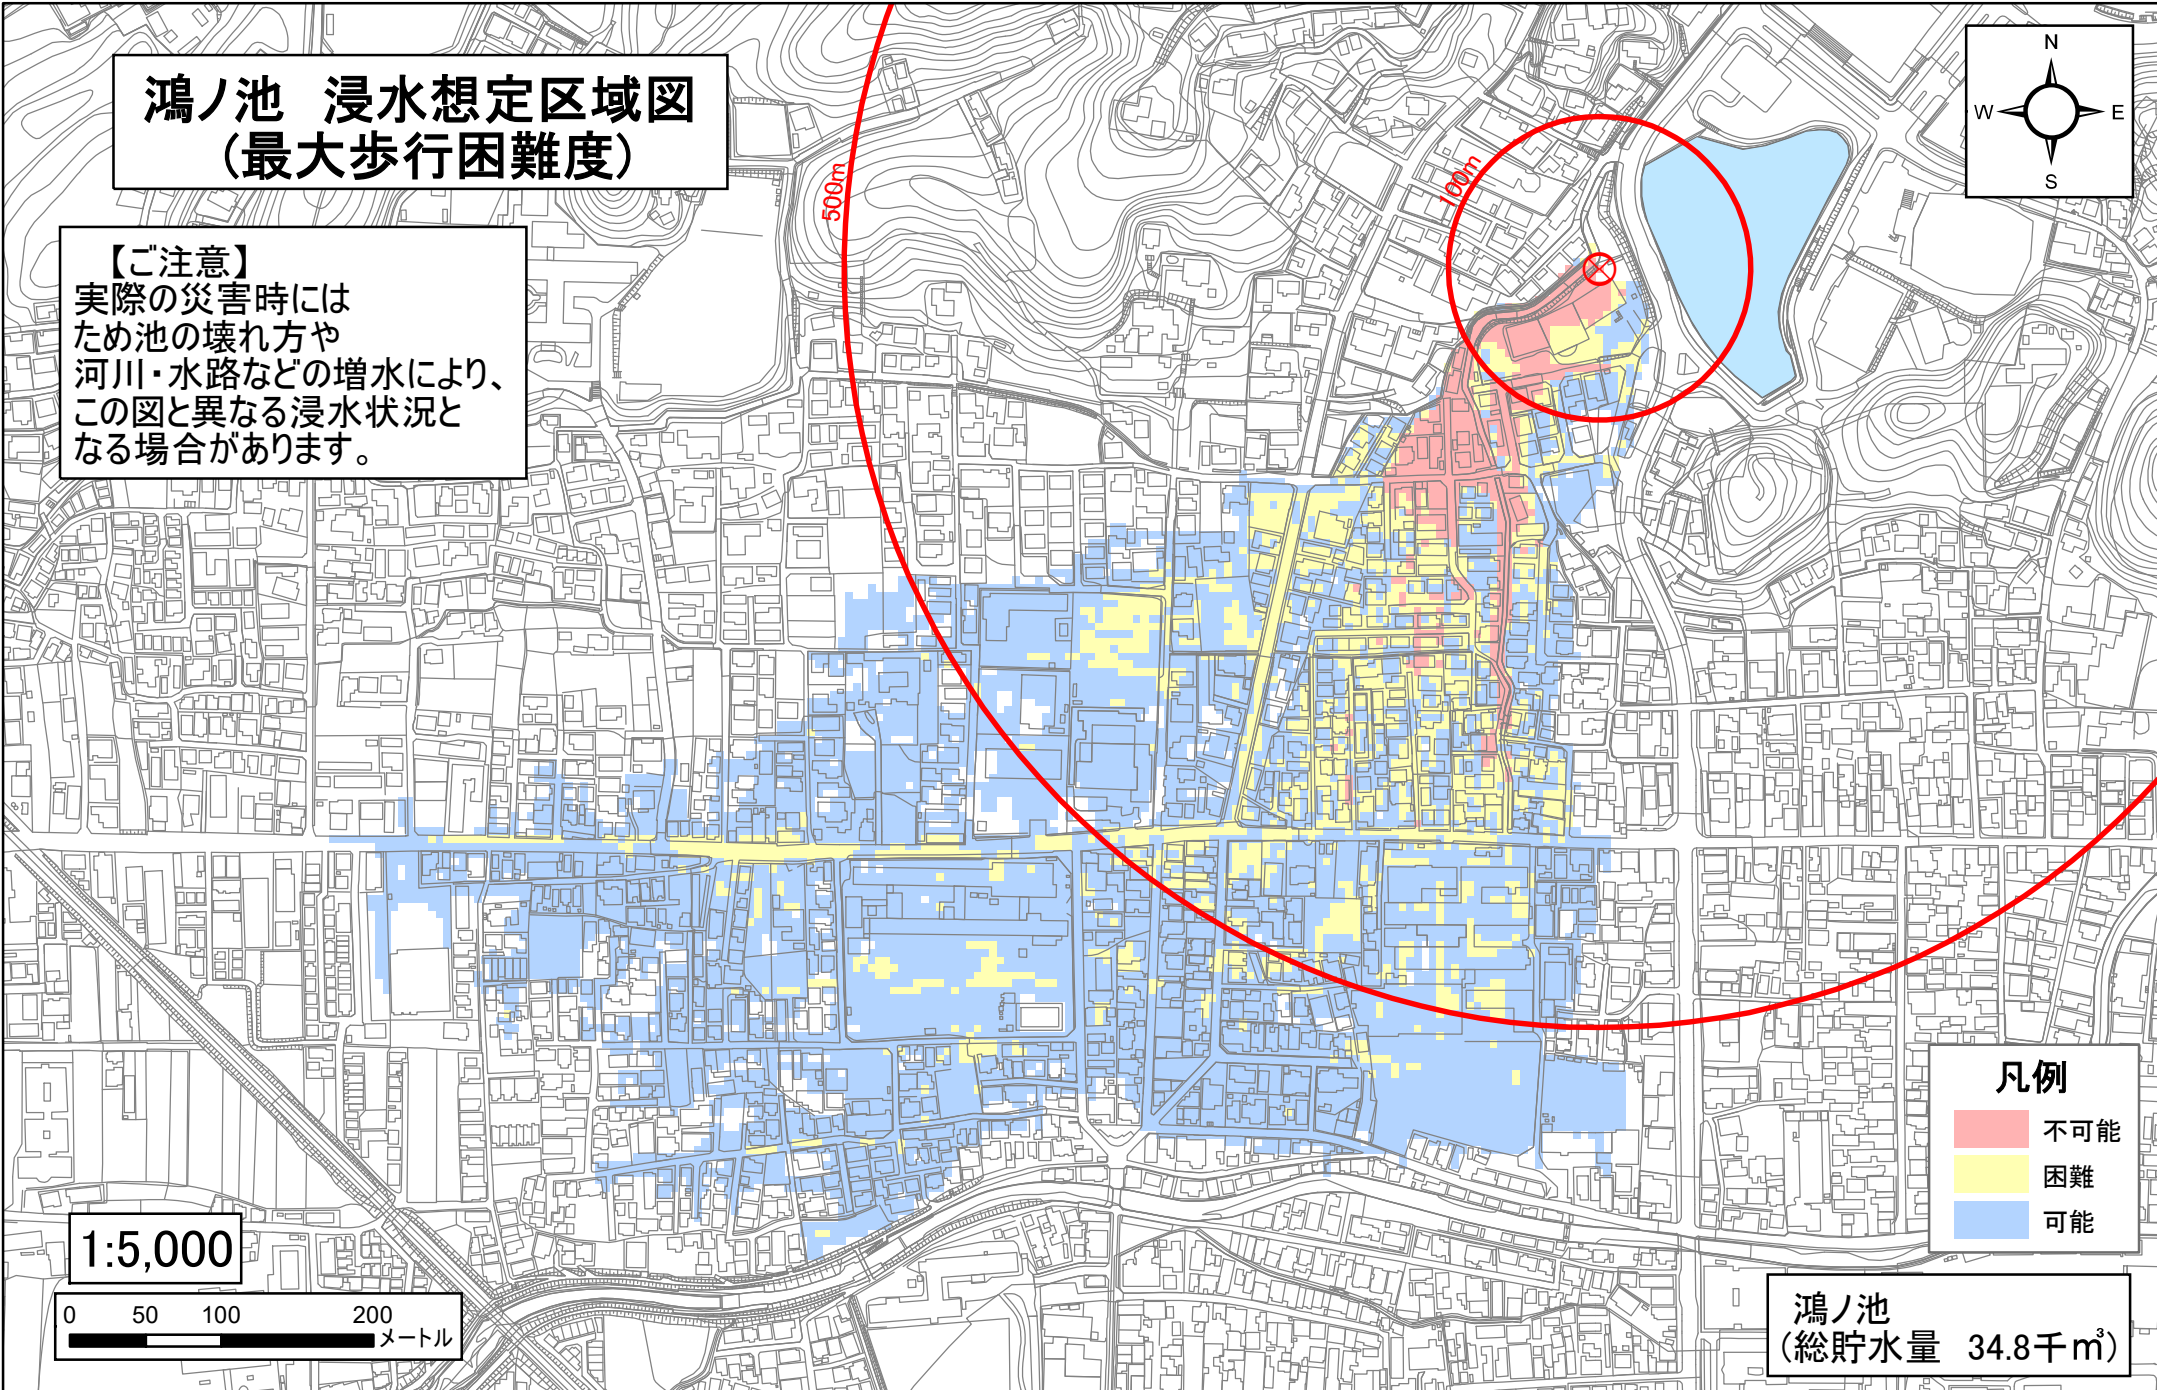 鴻ノ池　浸水想定区域図
（最大歩行困難度）
【ご注意】
実際の災害時には
ため池の壊れ方や
河川・水路などの増水により、
この図と異なる浸水状況と
なる場合があります。
500m
100m
N
W
E
S
凡例
不可能
困難
可能
1:5,000
0 50 100 200
メートル
鴻ノ池
（総貯水量　34.8千㎥）